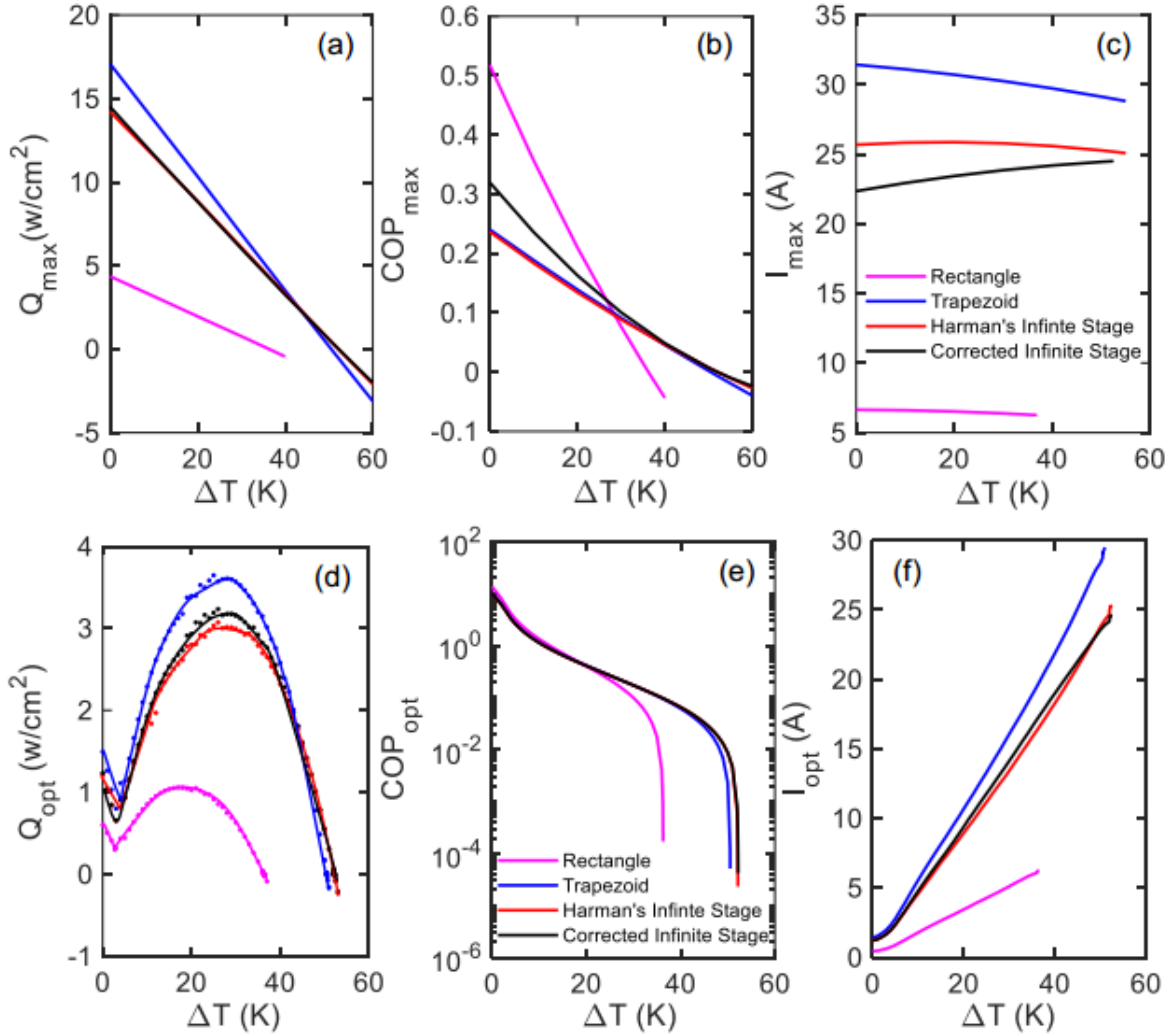 (a)
20
15
10
5
0
-5
0 20 40 60
Q_max(w/cm²)
ΔT (K)
(b)
0.6
0.5
0.4
0.3
0.2
0.1
0
-0.1
0 20 40 60
COP_max
ΔT (K)
(c)
35
30
25
20
15
10
5
0 20 40 60
I_max (A)
ΔT (K)
Rectangle
Trapezoid
Harman's Infinte Stage
Corrected Infinite Stage
(d)
4
3
2
1
0
-1
0 20 40 60
Q_opt (w/cm²)
ΔT (K)
(e)
10²
10⁰
10⁻²
10⁻⁴
10⁻⁶
0 20 40 60
COP_opt
ΔT (K)
Rectangle
Trapezoid
Harman's Infinte Stage
Corrected Infinite Stage
(f)
30
25
20
15
10
5
0
0 20 40 60
I_opt (A)
ΔT (K)